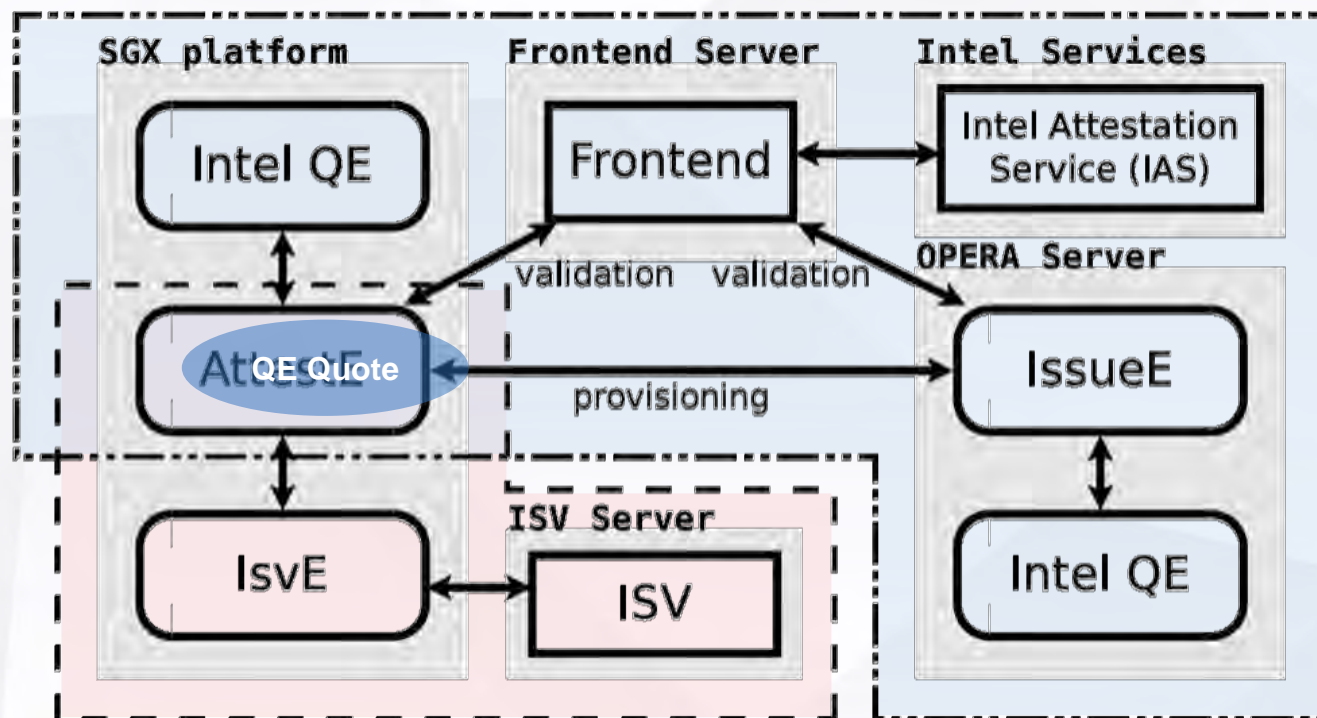 SGX platform
Frontend Server
Intel Services
Intel QE
Frontend
Intel Attestation
Service (IAS)
validation
validation
OPERA Server
AttestE
QE Quote
provisioning
IssueE
ISV Server
IsvE
ISV
Intel QE